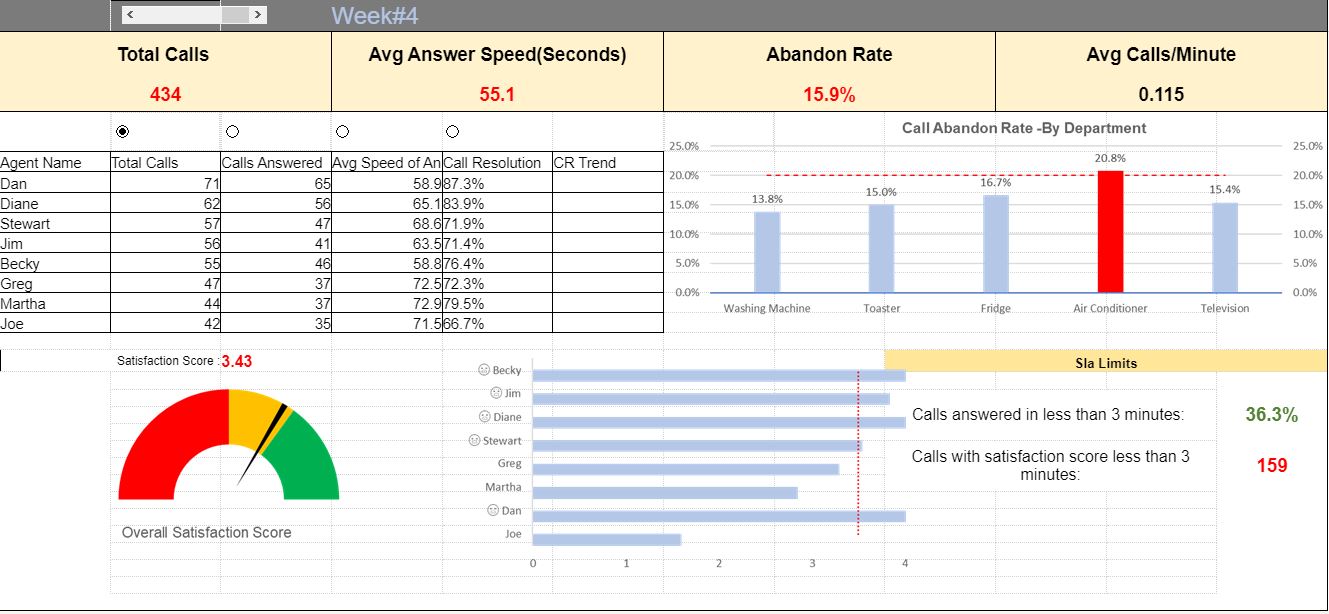 Week#4
Total Calls Avg Answer Speed(Seconds) Abandon Rate Avg Calls/Minute
434 55.1 15.9% 0.115
Agent Name Total Calls Calls Answered Avg Speed of An Call Resolution CR Trend
Dan 71 65 58.9 87.3%
Diane 62 56 65.1 83.9%
Stewart 57 47 68.6 71.9%
Jim 56 41 63.5 71.4%
Becky 55 46 58.8 76.4%
Greg 47 37 72.5 72.3%
Martha 44 37 72.9 79.5%
Joe 42 35 71.5 66.7%
Call Abandon Rate -By Department
25.0% 25.0%
20.8%
20.0% 20.0%
16.7%
13.8% 15.0% 15.4%
15.0% 15.0%
10.0% 10.0%
5.0% 5.0%
0.0% 0.0%
Washing Machine Toaster Fridge Air Conditioner Television
Satisfaction Score : 3.43
Overall Satisfaction Score
Becky
Jim
Diane
Stewart
Greg
Martha
Dan
Joe
0 1 2 3 4
Sla Limits
Calls answered in less than 3 minutes: 36.3%
Calls with satisfaction score less than 3
minutes: 159